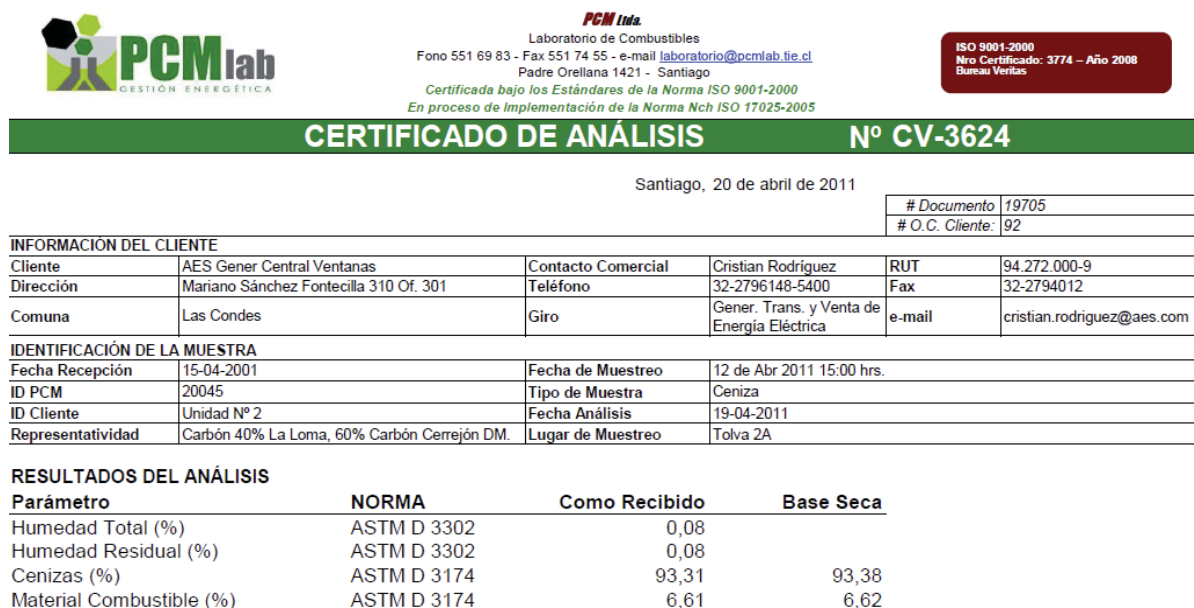 PCMlab
GESTIÓN ENERGÉTICA
PCM ltda.
Laboratorio de Combustibles
Fono 551 69 83 - Fax 551 74 55 - e-mail laboratorio@pcmlab.tie.cl
Padre Orellana 1421 - Santiago
Certificada bajo los Estándares de la Norma ISO 9001-2000
En proceso de Implementación de la Norma Nch ISO 17025-2005
ISO 9001-2000
Nro Certificado: 3774 – Año 2008
Bureau Veritas
CERTIFICADO DE ANÁLISIS Nº CV-3624
Santiago, 20 de abril de 2011
# Documento 19705
# O.C. Cliente: 92
INFORMACIÓN DEL CLIENTE
Cliente AES Gener Central Ventanas Contacto Comercial Cristian Rodríguez RUT 94.272.000-9
Dirección Mariano Sánchez Fontecilla 310 Of. 301 Teléfono 32-2796148-5400 Fax 32-2794012
Comuna Las Condes Giro Gener. Trans. y Venta de Energía Eléctrica e-mail cristian.rodriguez@aes.com
IDENTIFICACIÓN DE LA MUESTRA
Fecha Recepción 15-04-2001 Fecha de Muestreo 12 de Abr 2011 15:00 hrs.
ID PCM 20045 Tipo de Muestra Ceniza
ID Cliente Unidad Nº 2 Fecha Análisis 19-04-2011
Representatividad Carbón 40% La Loma, 60% Carbón Cerrejón DM. Lugar de Muestreo Tolva 2A
RESULTADOS DEL ANÁLISIS
Parámetro NORMA Como Recibido Base Seca
Humedad Total (%) ASTM D 3302 0,08
Humedad Residual (%) ASTM D 3302 0,08
Cenizas (%) ASTM D 3174 93,31 93,38
Material Combustible (%) ASTM D 3174 6,61 6,62